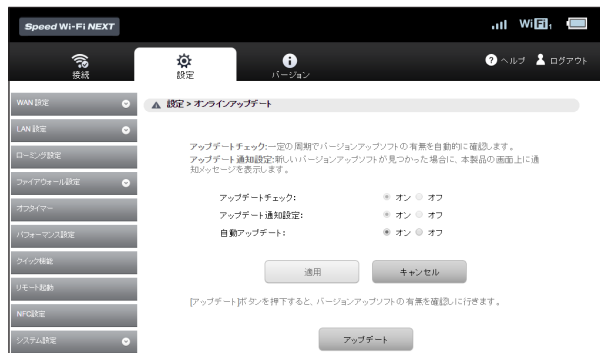 Speed Wi-Fi NEXT
WiFi 1
接続
設定
バージョン
ヘルプ
ログアウト
WAN 設定
LAN 設定
ローミング設定
ファイアウォール設定
オフタイマー
パフォーマンス設定
クイック機能
リモート起動
NFC設定
システム設定
設定 > オンラインアップデート
アップデートチェック:一定の周期でバージョンアップソフトの有無を自動的に確認します。
アップデート通知設定:新しいバージョンアップソフトが見つかった場合に、本製品の画面上に通
知メッセージを表示します。
アップデートチェック: オン オフ
アップデート通知設定: オン オフ
自動アップデート: オン オフ
適用 キャンセル
[アップデート]ボタンを押下すると、バージョンアップソフトの有無を確認しに行きます。
アップデート